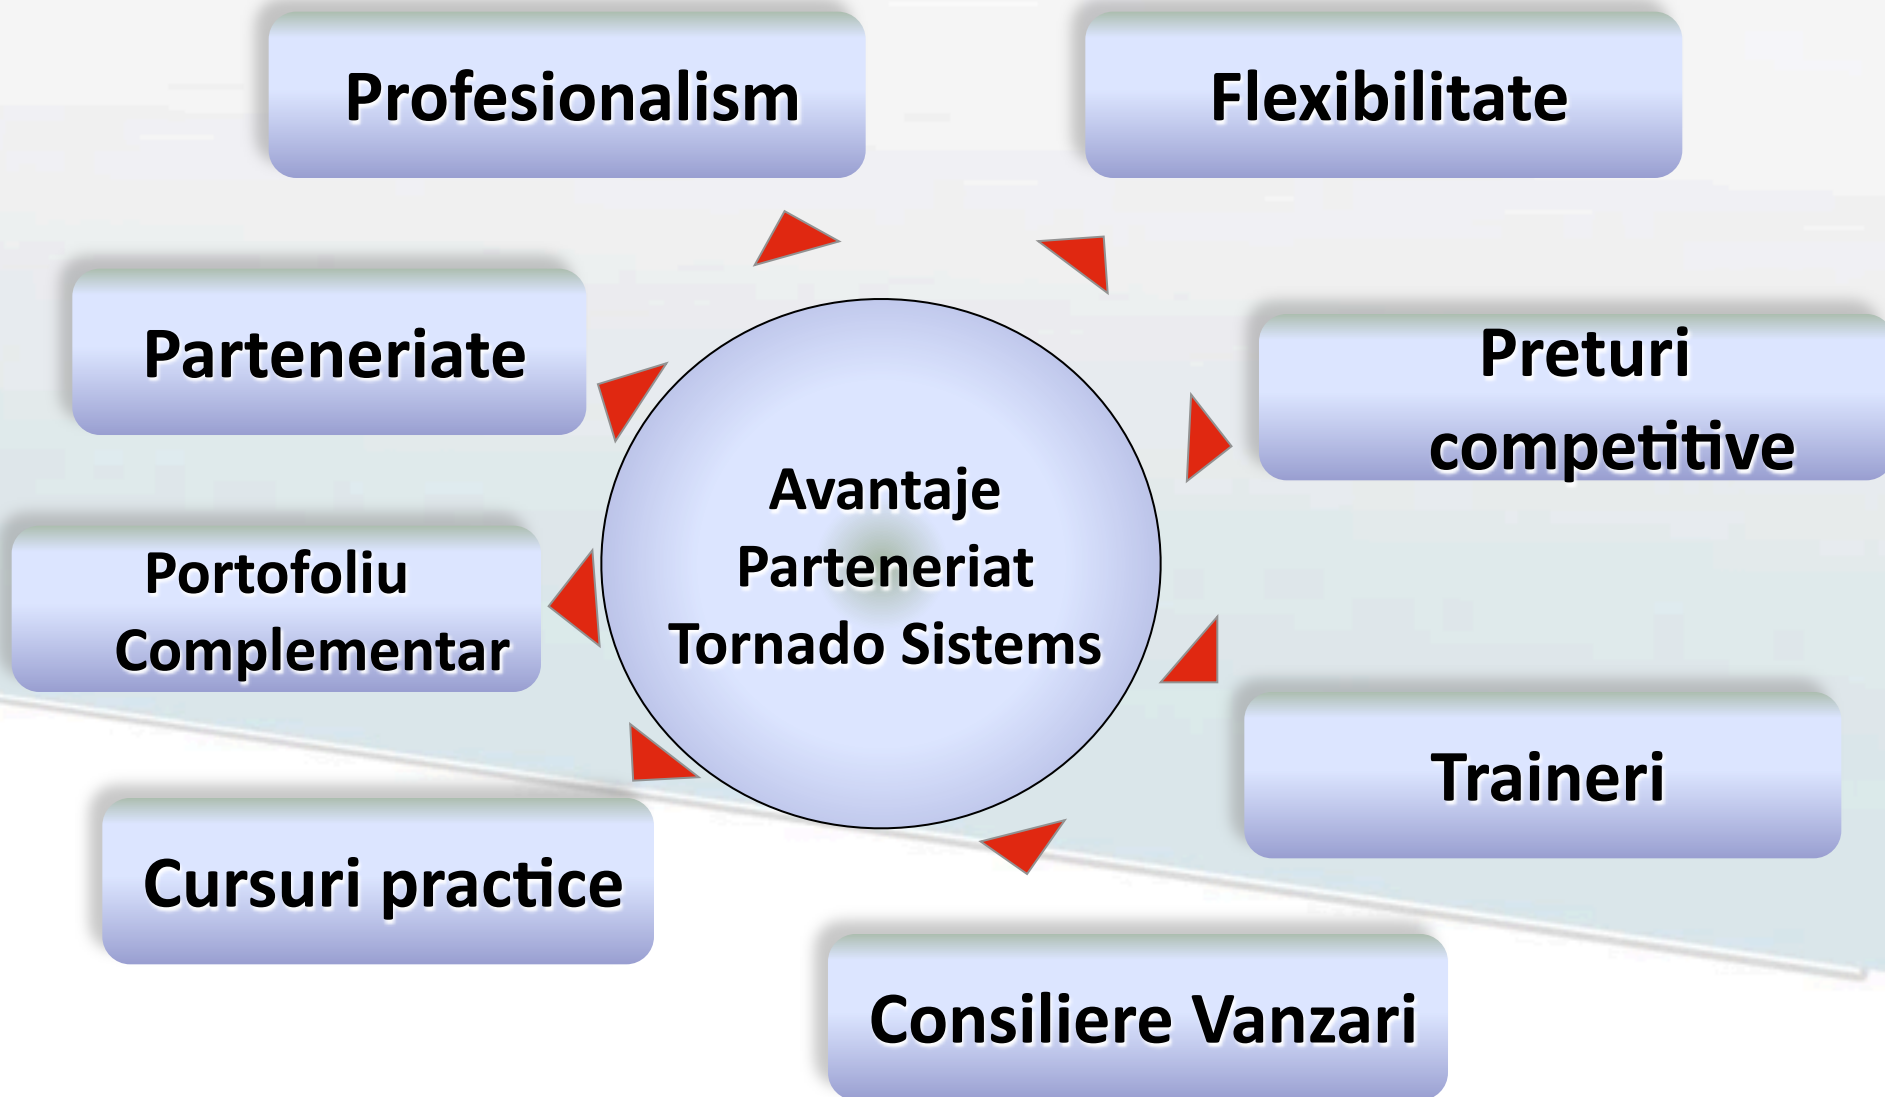 Profesionalism
Flexibilitate
Parteneriate
Preturi
competitive
Avantaje
Parteneriat
Tornado Sistems
Portofoliu
Complementar
Traineri
Cursuri practice
Consiliere Vanzari